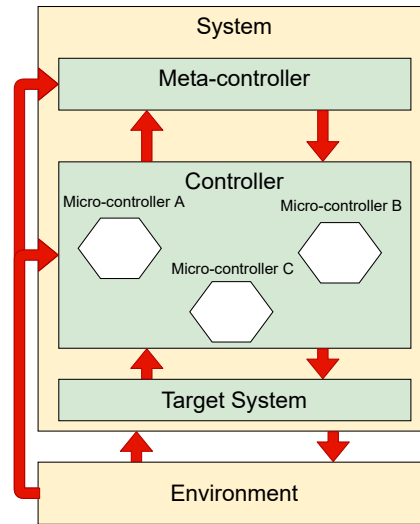 System
Meta-controller
Controller
Micro-controller A
Micro-controller B
Micro-controller C
Target System
Environment